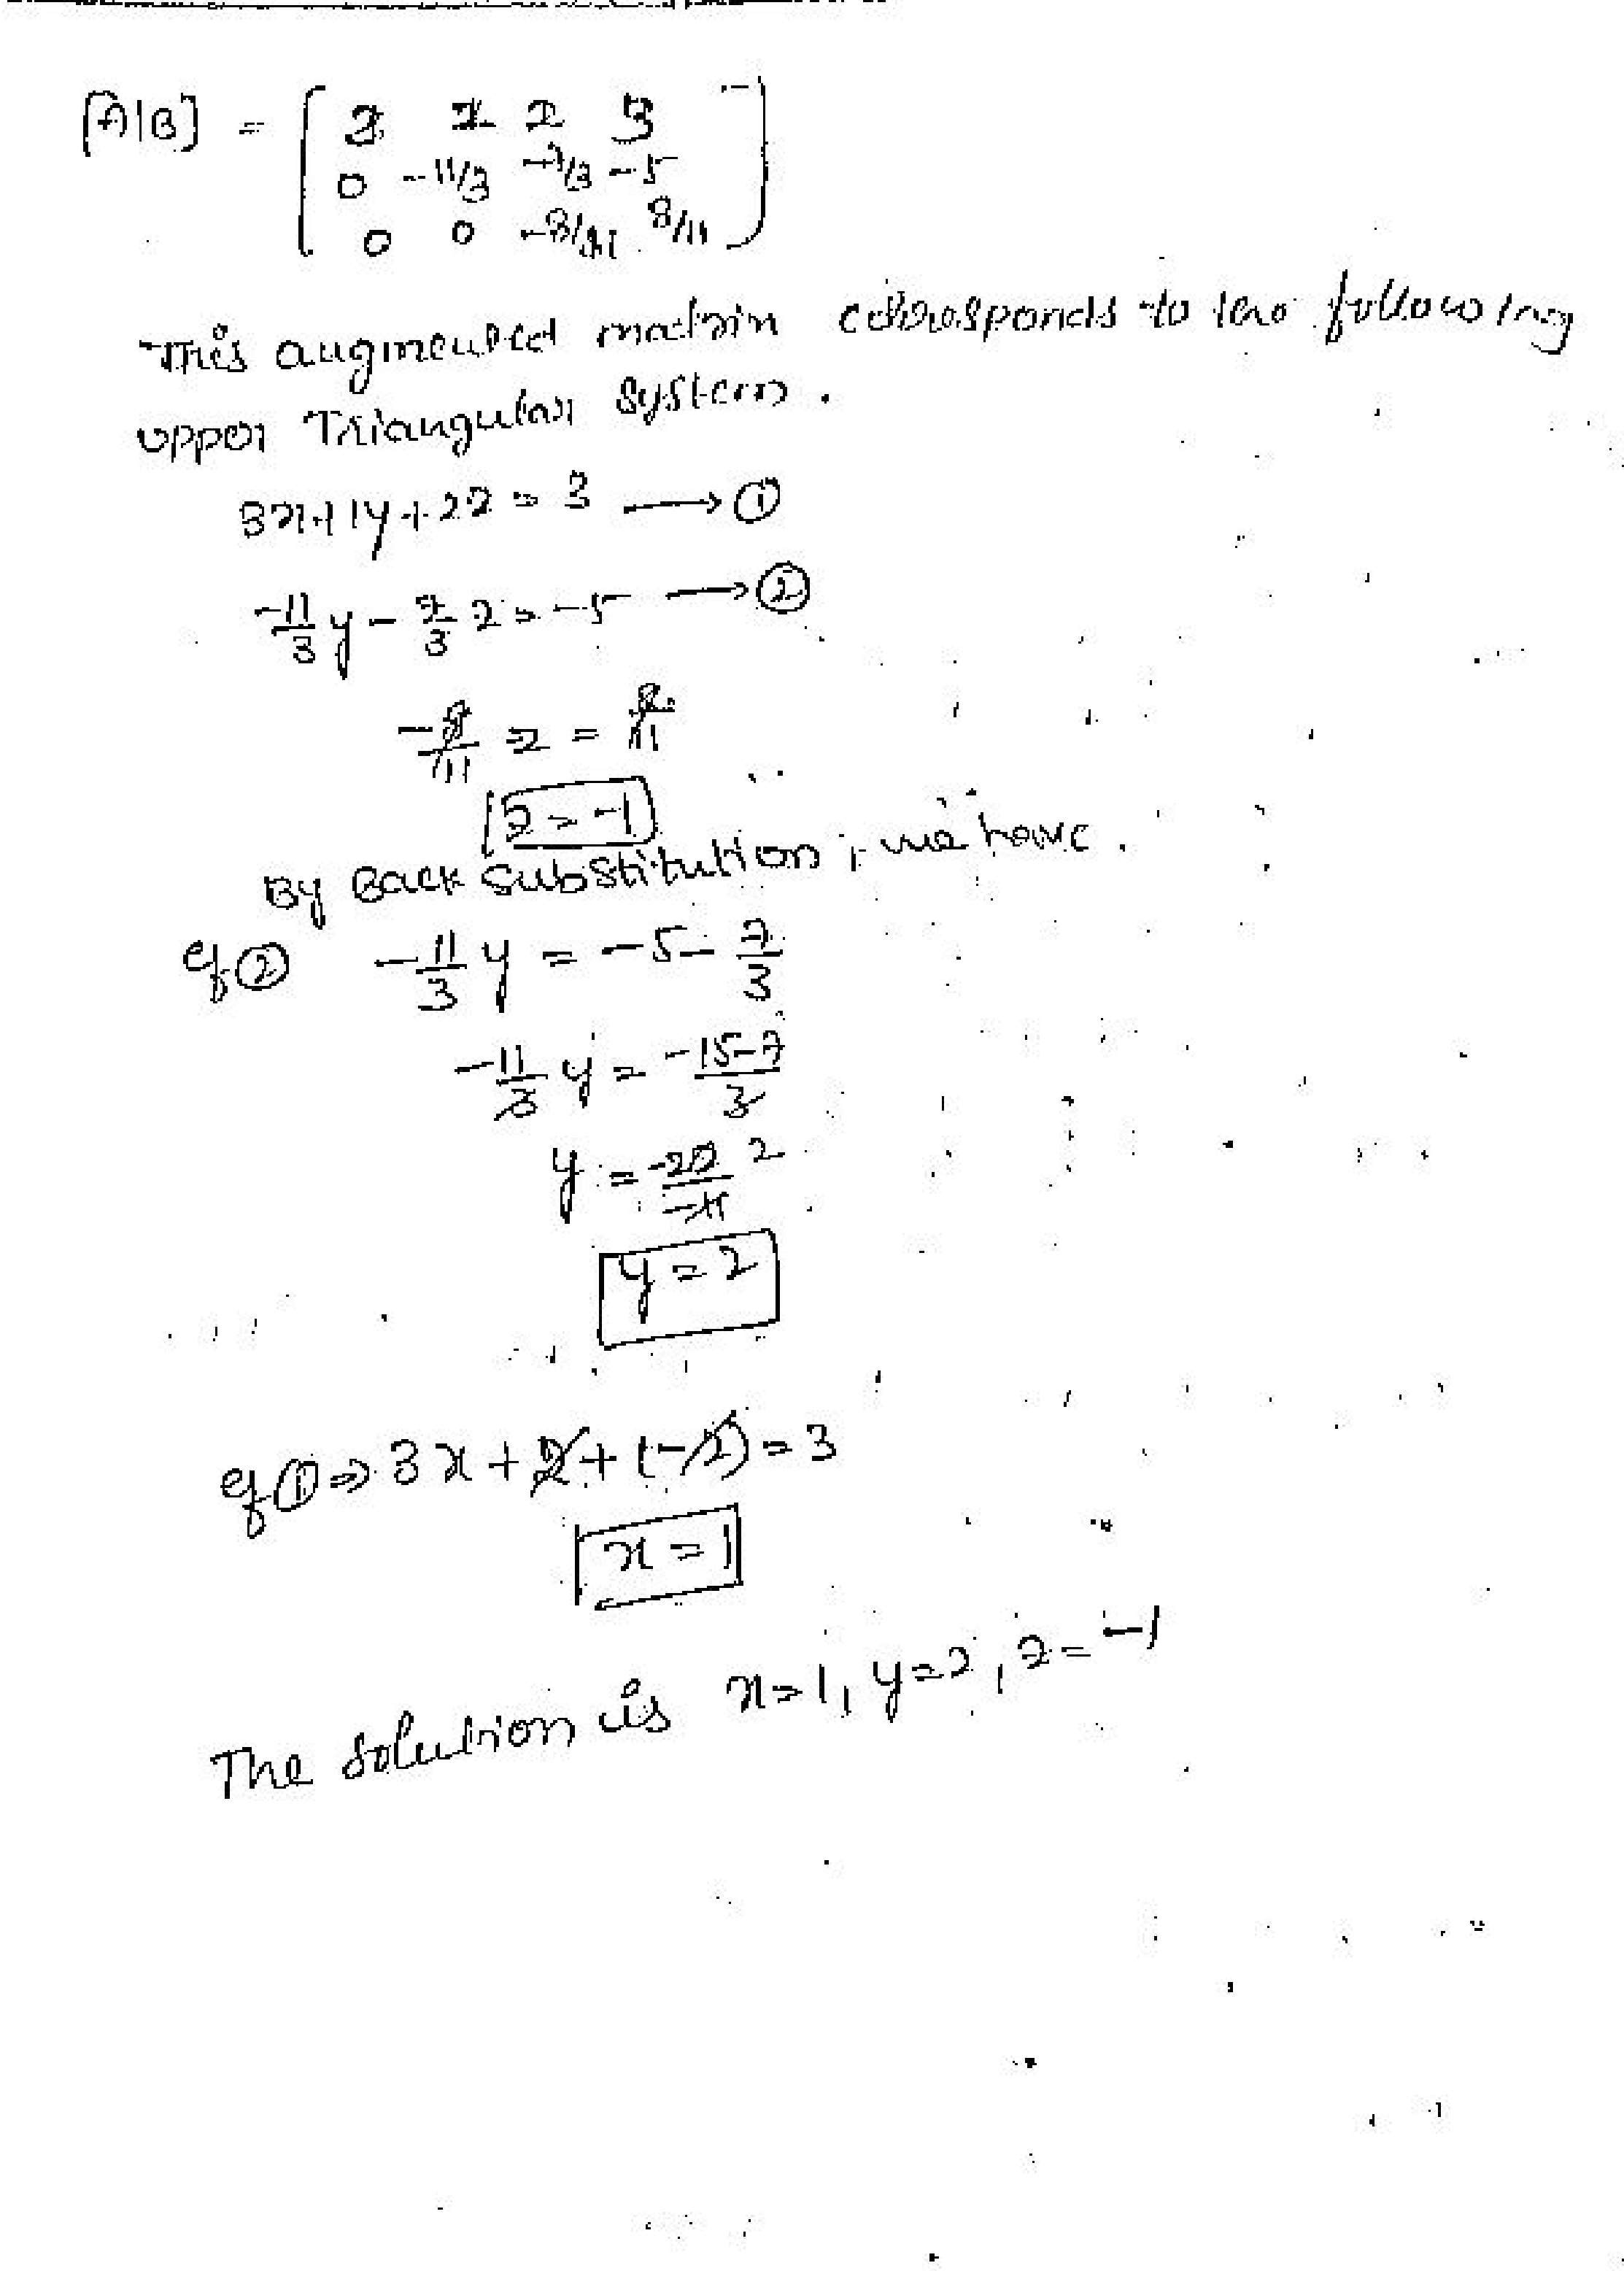 [A|B] = [ 3 1 2 3
0 -11/3 -7/3 -5
0 0 -8/11 8/11 ]
This augmented matrix corresponds to the following
upper Triangular System.
3x+1y+2z = 3 → ①
-11/3 y - 7/3 z = -5 → ②
-8/11 z = 8/11
z = -1
By Back Substitution, we have.
eq② -11/3 y = -5 - 7/3
-11/3 y = -15-7/3
y = -22/-11 2
y = 2
eq① ⇒ 3x + 2 + (-2) = 3
x = 1
The solution is x=1, y=2, z=-1